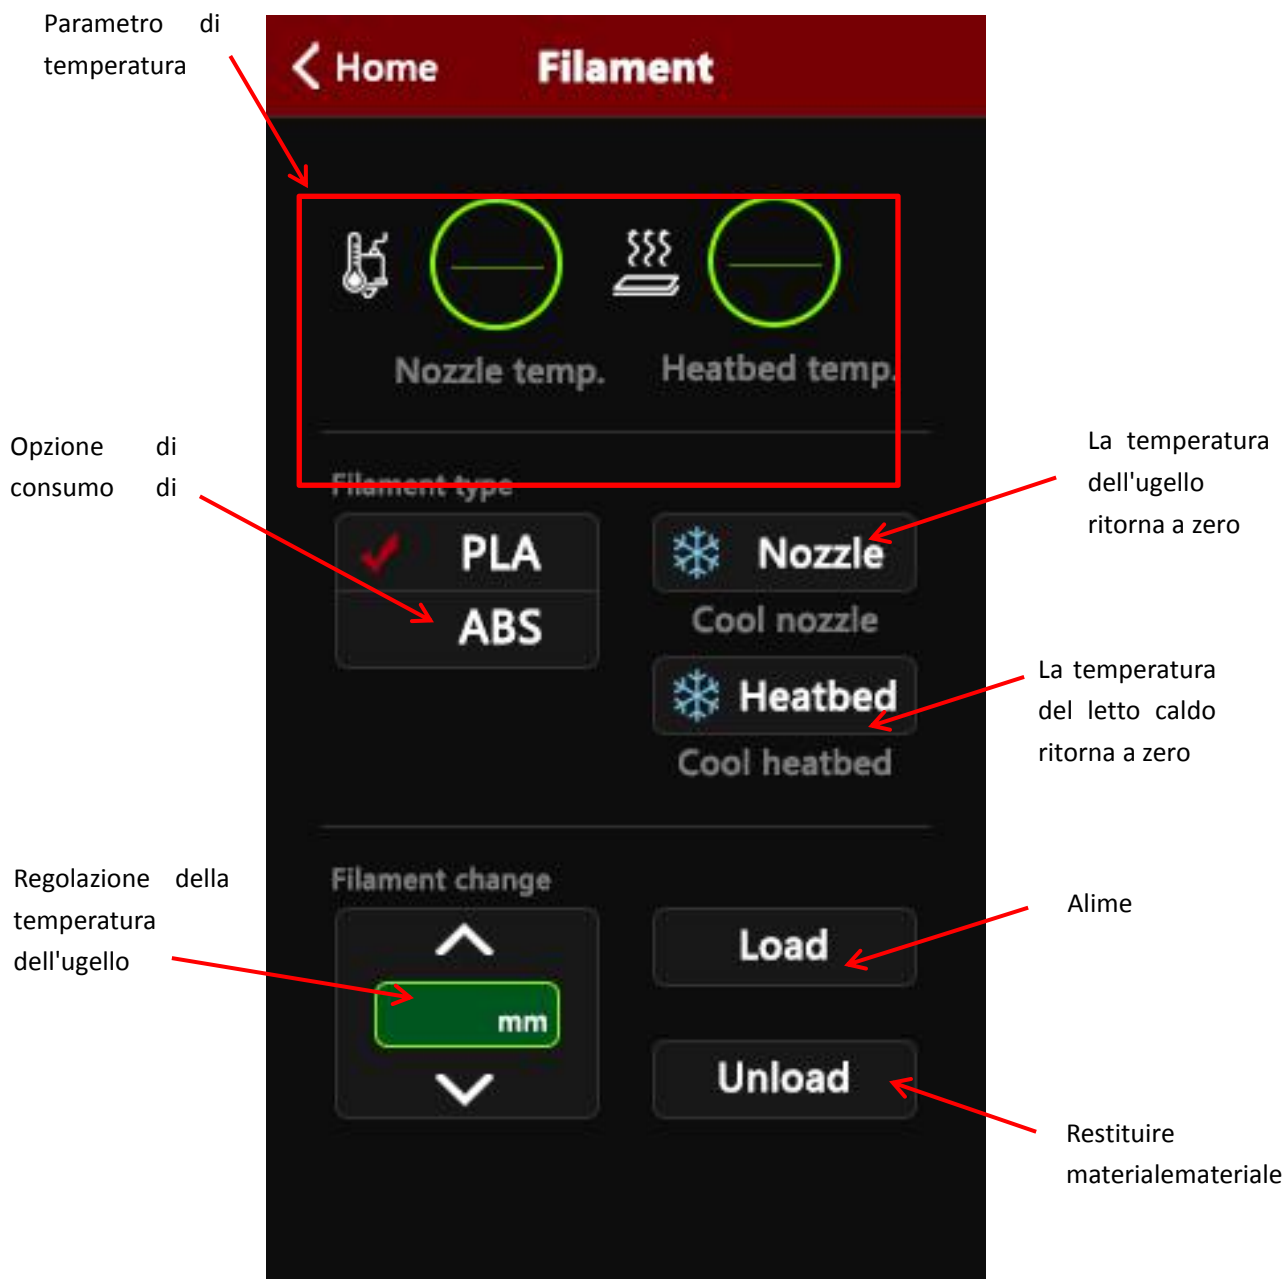 Parametro di
temperatura
Home
Filament
Nozzle temp.
Heatbed temp.
Opzione di
consumo di
Filament type
PLA
ABS
Nozzle
Cool nozzle
Heatbed
Cool heatbed
La temperatura
dell'ugello
ritorna a zero
La temperatura
del letto caldo
ritorna a zero
Regolazione della
temperatura
dell'ugello
Filament change
mm
Load
Unload
Alime
Restituire
materialemateriale